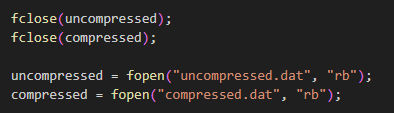 fclose(uncompressed);
fclose(compressed);
uncompressed = fopen("uncompressed.dat", "rb");
compressed = fopen("compressed.dat", "rb");